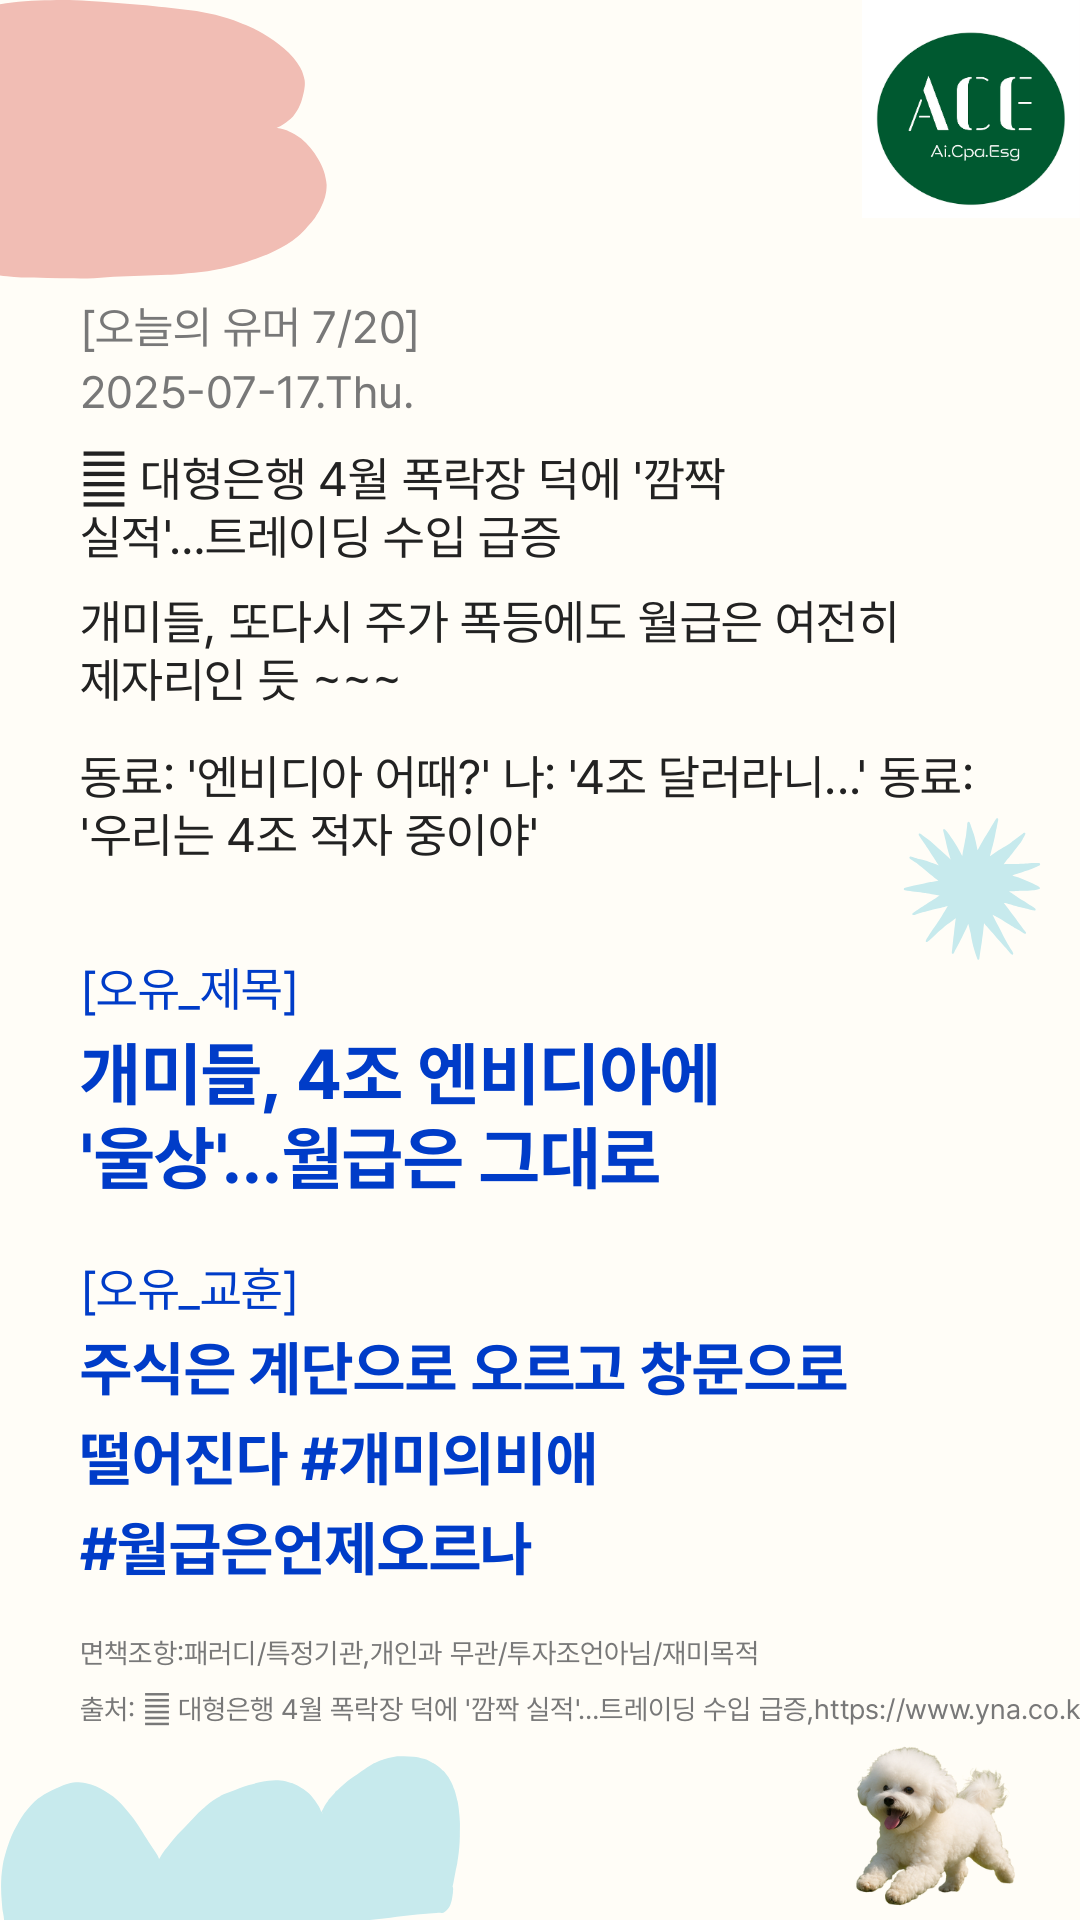 ACE
Ai.Cpa.Esg
[오늘의 유머 7/20]
2025-07-17.Thu.
대형은행 4월 폭락장 덕에 '깜짝
실적'...트레이딩 수입 급증
개미들, 또다시 주가 폭등에도 월급은 여전히
제자리인 듯 ~~~
동료: '엔비디아 어때?' 나: '4조 달러라니...' 동료:
'우리는 4조 적자 중이야'
[오유_제목]
개미들, 4조 엔비디아에
'울상'...월급은 그대로
[오유_교훈]
주식은 계단으로 오르고 창문으로
떨어진다 #개미의비애
#월급은언제오르나
면책조항:패러디/특정기관,개인과 무관/투자조언아님/재미목적
출처: 대형은행 4월 폭락장 덕에 '깜짝 실적'...트레이딩 수입 급증,https://www.yna.co.k